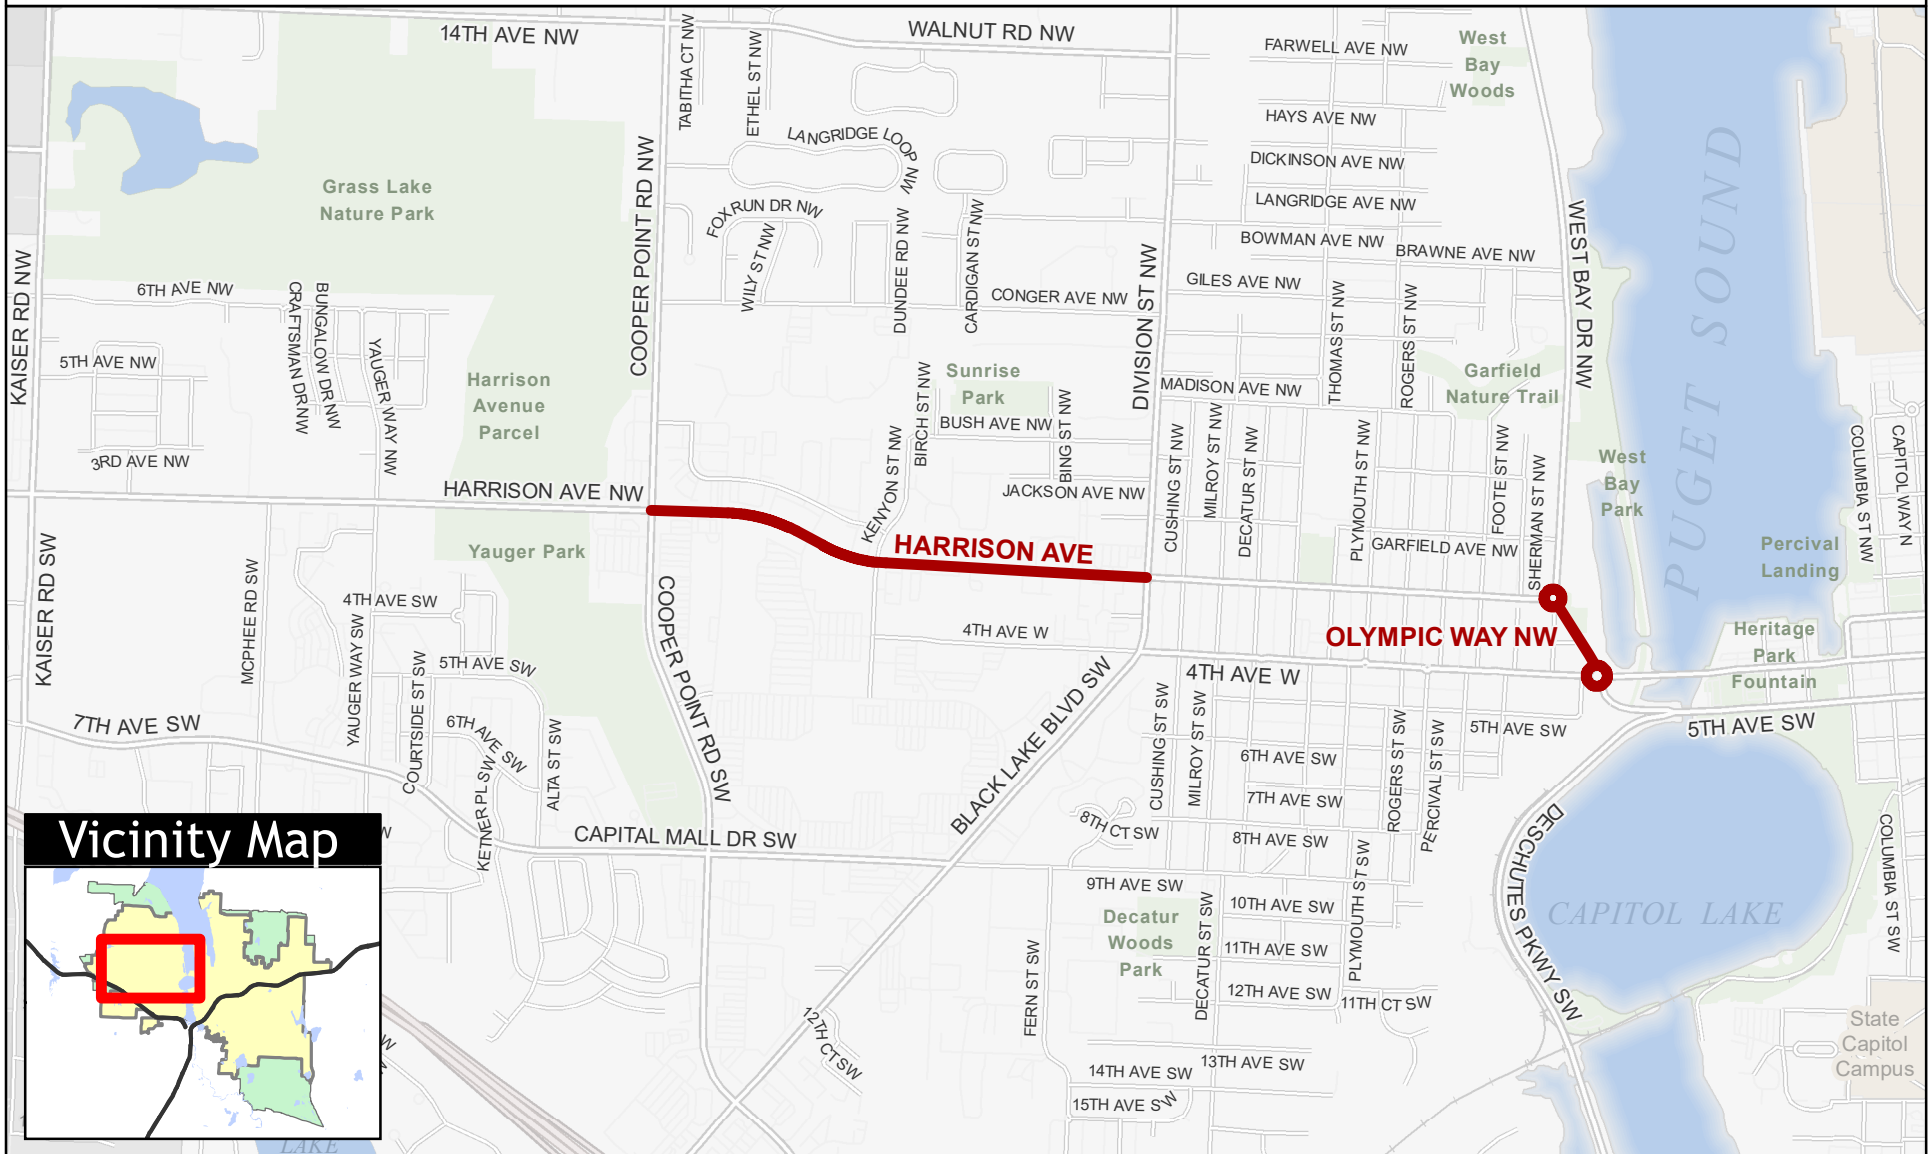 14TH AVE NW
WALNUT RD NW
FARWELL AVE NW
West
Bay
Woods
TABITHA CT NW
ETHEL ST NW
HAYS AVE NW
LANGRIDGE LOOP NW
DICKINSON AVE NW
PUGET SOUND
Grass Lake
Nature Park
COOPER POINT RD NW
LANGRIDGE AVE NW
FOX RUN DR NW
WILY ST NW
DUNDEE RD NW
CARDIGAN ST NW
BOWMAN AVE NW
BRAWNE AVE NW
WEST BAY DR NW
KAISER RD NW
6TH AVE NW
CRAFTSMAN DR NW
BUNGALOW DR NW
YAUGER WAY NW
CONGER AVE NW
DIVISION ST NW
GILES AVE NW
THOMAS ST NW
ROGERS ST NW
5TH AVE NW
Harrison
Avenue
Parcel
Sunrise
Park
MADISON AVE NW
Garfield
Nature Trail
BIRCH ST NW
BUSH AVE NW
BING ST NW
CUSHING ST NW
MILROY ST NW
DECATUR ST NW
PLYMOUTH ST NW
FOOTE ST NW
SHERMAN ST NW
COLUMBIA ST NW
CAPITOL WAY N
3RD AVE NW
KENYON ST NW
West
Bay
Park
HARRISON AVE NW
JACKSON AVE NW
HARRISON AVE
GARFIELD AVE NW
Percival
Landing
Yauger Park
KAISER RD SW
MCPHEE RD SW
4TH AVE SW
YAUGER WAY SW
COURTSIDE ST SW
5TH AVE SW
COOPER POINT RD SW
4TH AVE W
OLYMPIC WAY NW
Heritage
Park
Fountain
4TH AVE W
BLACK LAKE BLVD SW
7TH AVE SW
6TH AVE SW
ALTA ST SW
KETNER PL SW
CUSHING ST SW
MILROY ST SW
ROGERS ST SW
PERCIVAL ST SW
5TH AVE SW
5TH AVE SW
6TH AVE SW
7TH AVE SW
8TH CT SW
8TH AVE SW
CAPITAL MALL DR SW
DESCHUTES PKWY SW
COLUMBIA ST SW
Vicinity Map
W
9TH AVE SW
PLYMOUTH ST SW
10TH AVE SW
CAPITOL LAKE
Decatur
Woods
Park
DECATUR ST SW
11TH AVE SW
FERN ST SW
12TH AVE SW
11TH CT SW
12TH CT SW
State
Capitol
Campus
W
13TH AVE SW
14TH AVE SW
15TH AVE SW
LAKE